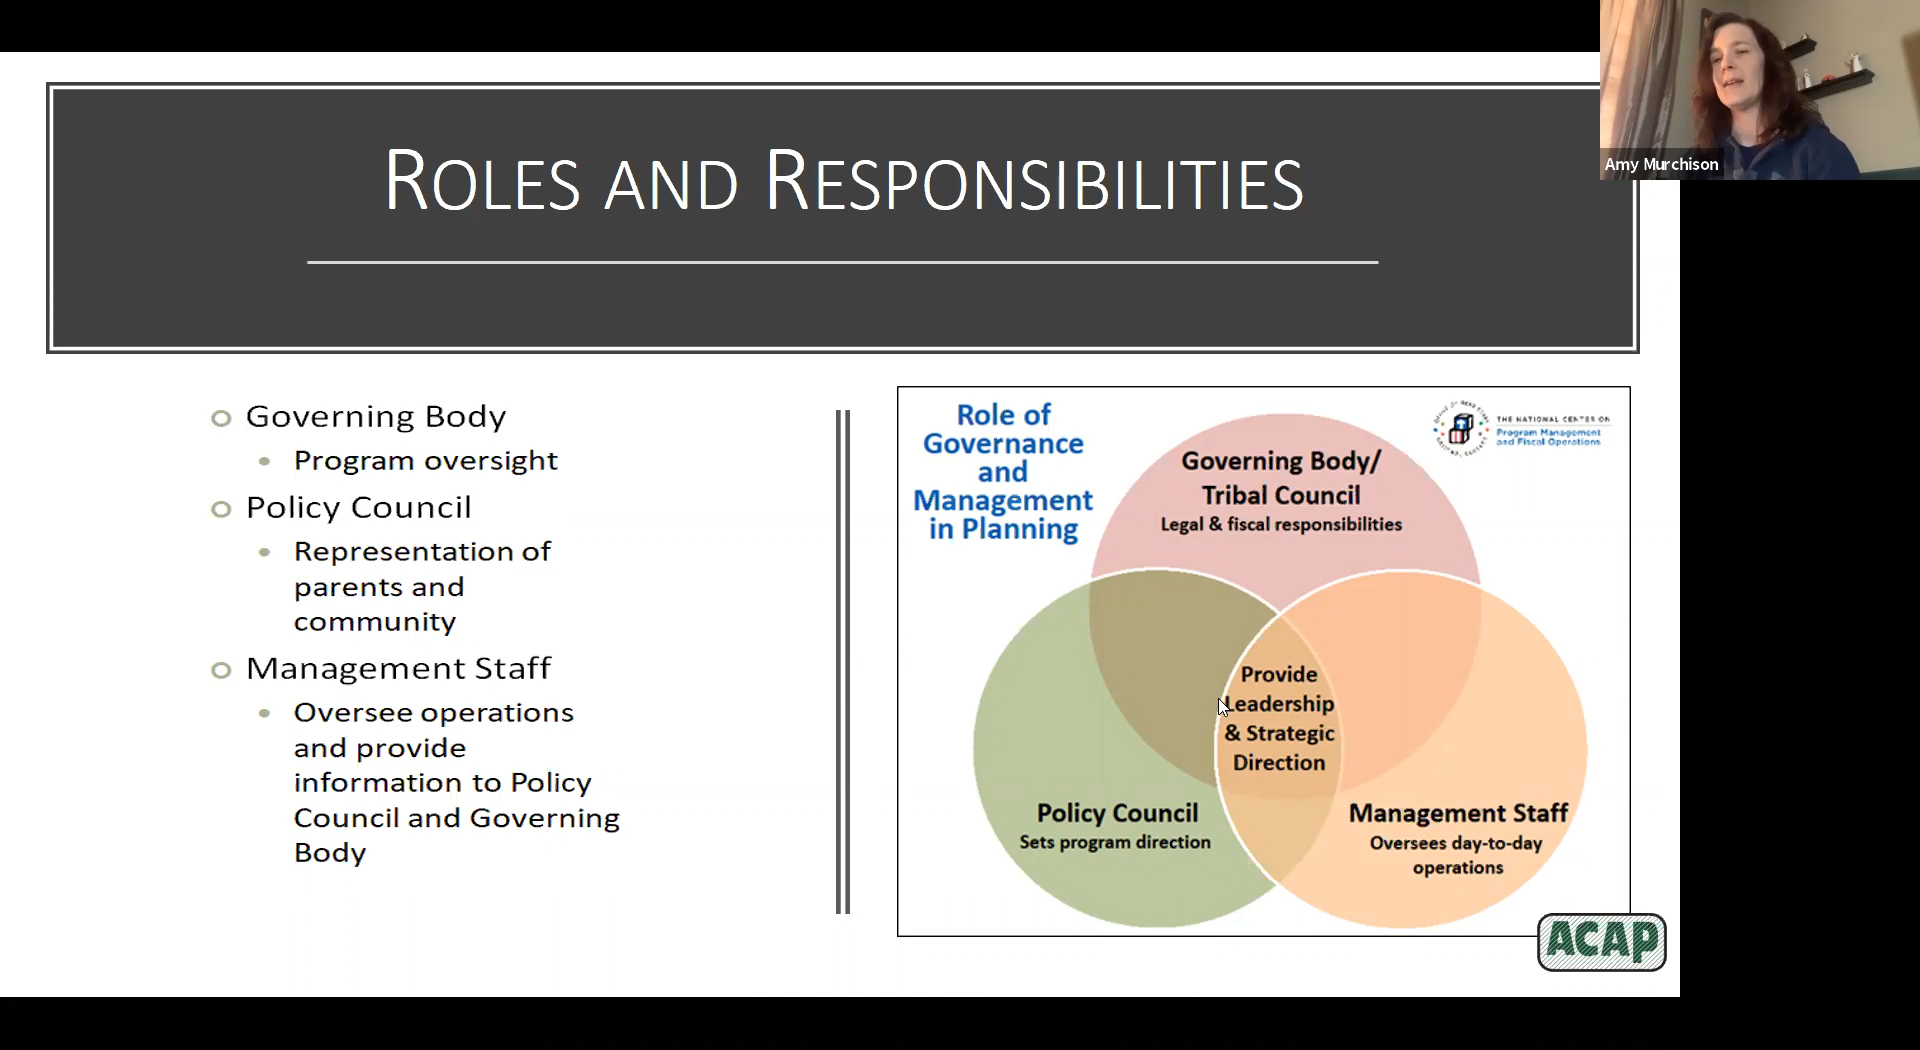 ROLES AND RESPONSIBILITIES
Governing Body
Program oversight
Policy Council
Representation of
parents and
community
Management Staff
Oversee operations
and provide
information to Policy
Council and Governing
Body
Role of
Governance
and
Management
in Planning
THE NATIONAL CENTER ON
Program Management
and Fiscal Operations
Governing Body/
Tribal Council
Legal & fiscal responsibilities
Provide
Leadership
& Strategic
Direction
Policy Council
Sets program direction
Management Staff
Oversees day-to-day
operations
ACAP
Amy Murchison